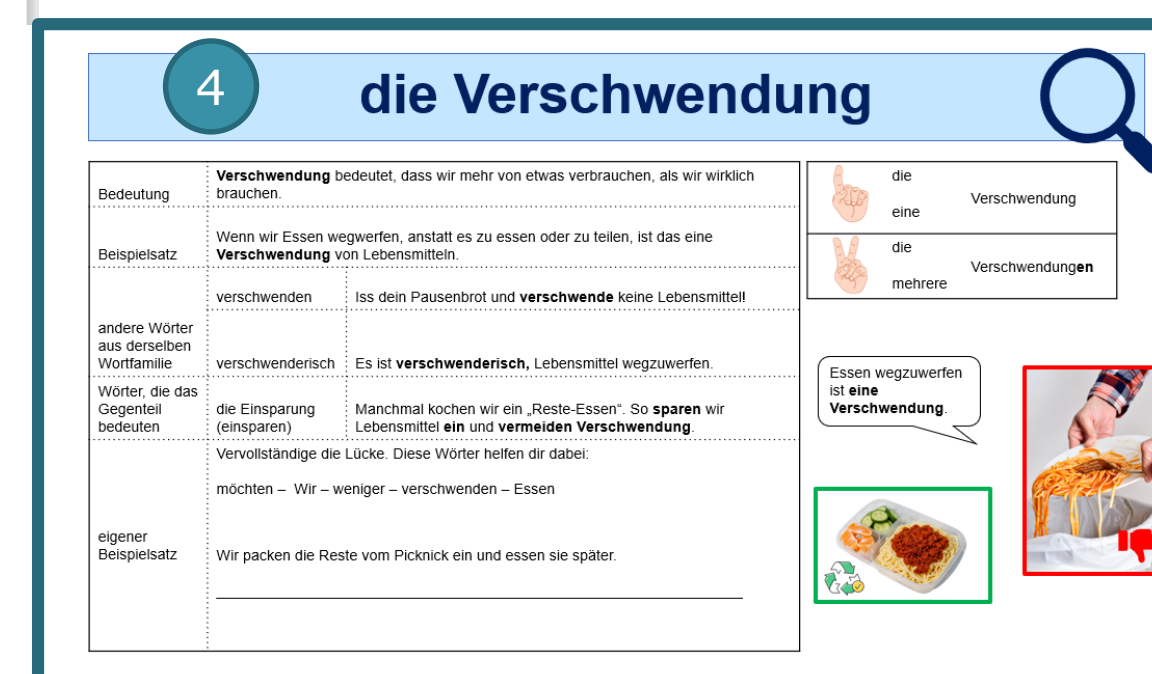 4
die Verschwendung
Bedeutung
Verschwendung bedeutet, dass wir mehr von etwas verbrauchen, als wir wirklich
brauchen.
Beispielsatz
Wenn wir Essen wegwerfen, anstatt es zu essen oder zu teilen, ist das eine
Verschwendung von Lebensmitteln.
andere Wörter
aus derselben
Wortfamilie
verschwenden
Iss dein Pausenbrot und verschwende keine Lebensmittel!
verschwenderisch
Es ist verschwenderisch, Lebensmittel wegzuwerfen.
Wörter, die das
Gegenteil
bedeuten
die Einsparung
(einsparen)
Manchmal kochen wir ein „Reste-Essen“. So sparen wir
Lebensmittel ein und vermeiden Verschwendung.
eigener
Beispielsatz
Vervollständige die Lücke. Diese Wörter helfen dir dabei:
möchten – Wir – weniger – verschwenden – Essen
Wir packen die Reste vom Picknick ein und essen sie später.
die
eine
Verschwendung
die
mehrere
Verschwendungen
Essen wegzuwerfen
ist eine
Verschwendung.